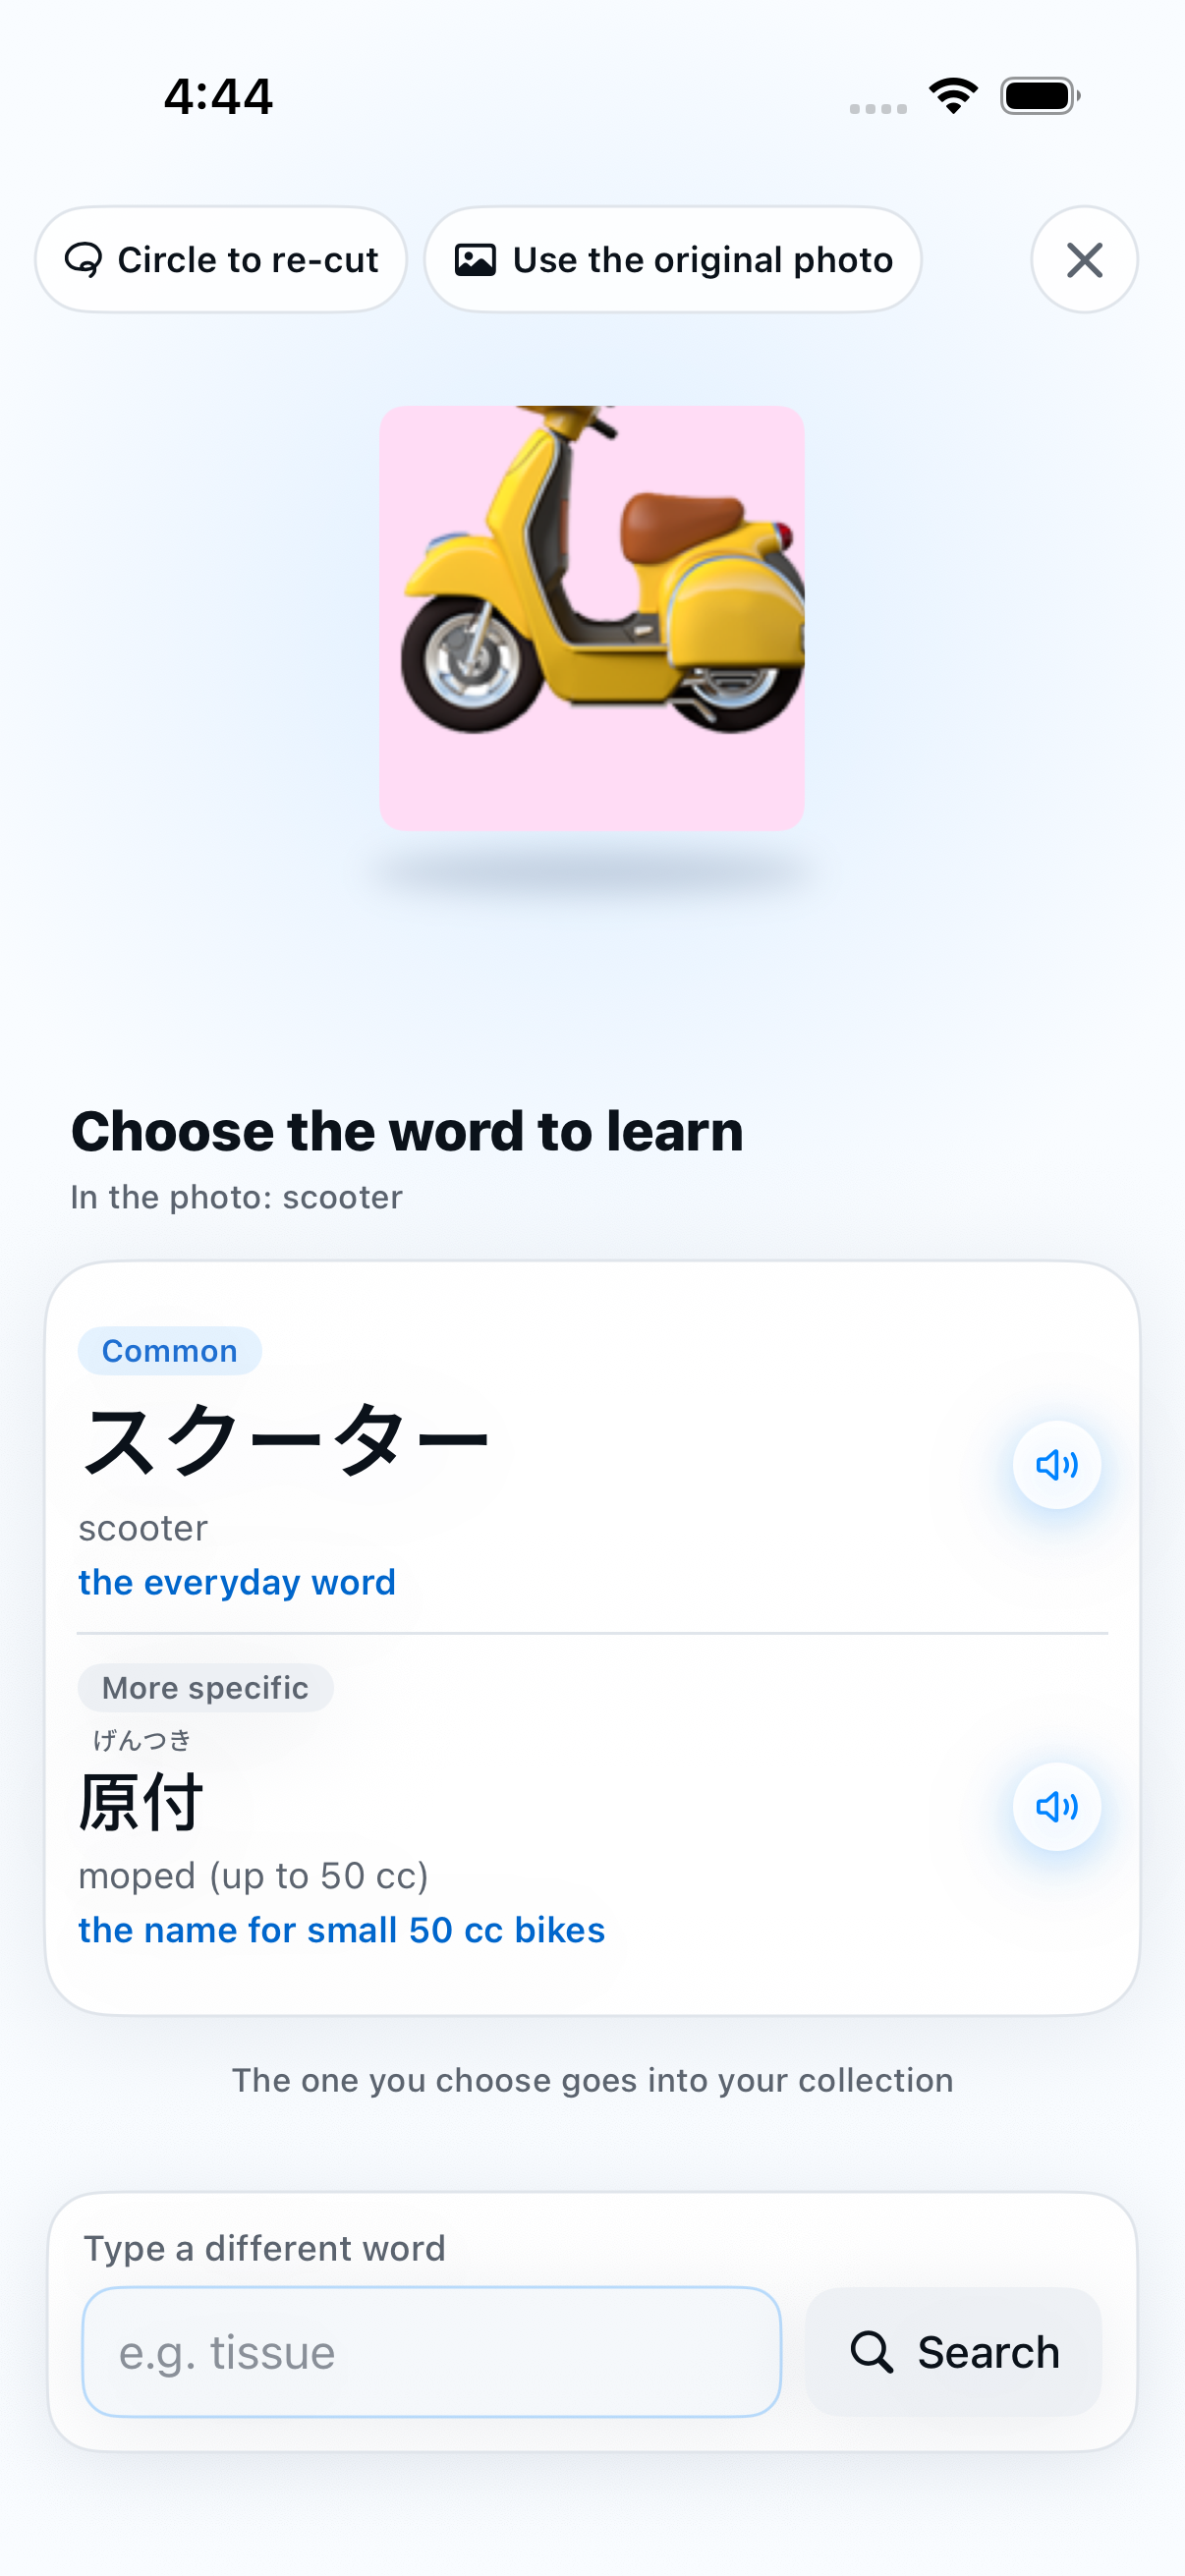 4:44
Circle to re-cut
Use the original photo
Choose the word to learn
In the photo: scooter
Common
スクーター
scooter
the everyday word
More specific
げんつき
原付
moped (up to 50 cc)
the name for small 50 cc bikes
The one you choose goes into your collection
Type a different word
e.g. tissue
Search